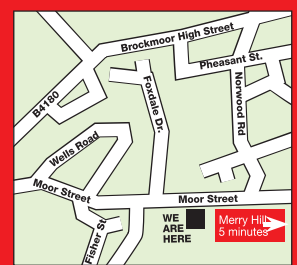 Brockmoor High Street
Pheasant St.
B4180
Foxdale Dr.
Norwood Rd
Wells Road
Moor Street
Moor Street
Fisher St.
WE
ARE
HERE
Merry Hill
5 minutes